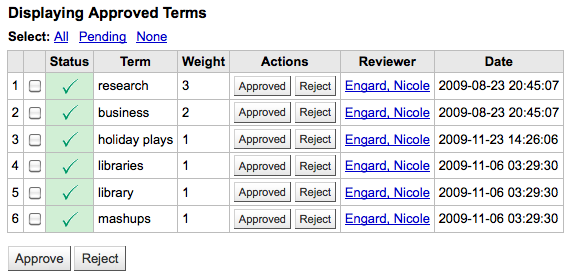 Displaying Approved Terms
Select: All Pending None
Status Term Weight Actions Reviewer Date
1 research 3 Approved Reject Engard, Nicole 2009-08-23 20:45:07
2 business 2 Approved Reject Engard, Nicole 2009-08-23 20:45:07
3 holiday plays 1 Approved Reject Engard, Nicole 2009-11-23 14:26:06
4 libraries 1 Approved Reject Engard, Nicole 2009-11-06 03:29:30
5 library 1 Approved Reject Engard, Nicole 2009-11-06 03:29:30
6 mashups 1 Approved Reject Engard, Nicole 2009-11-06 03:29:30
Approve Reject